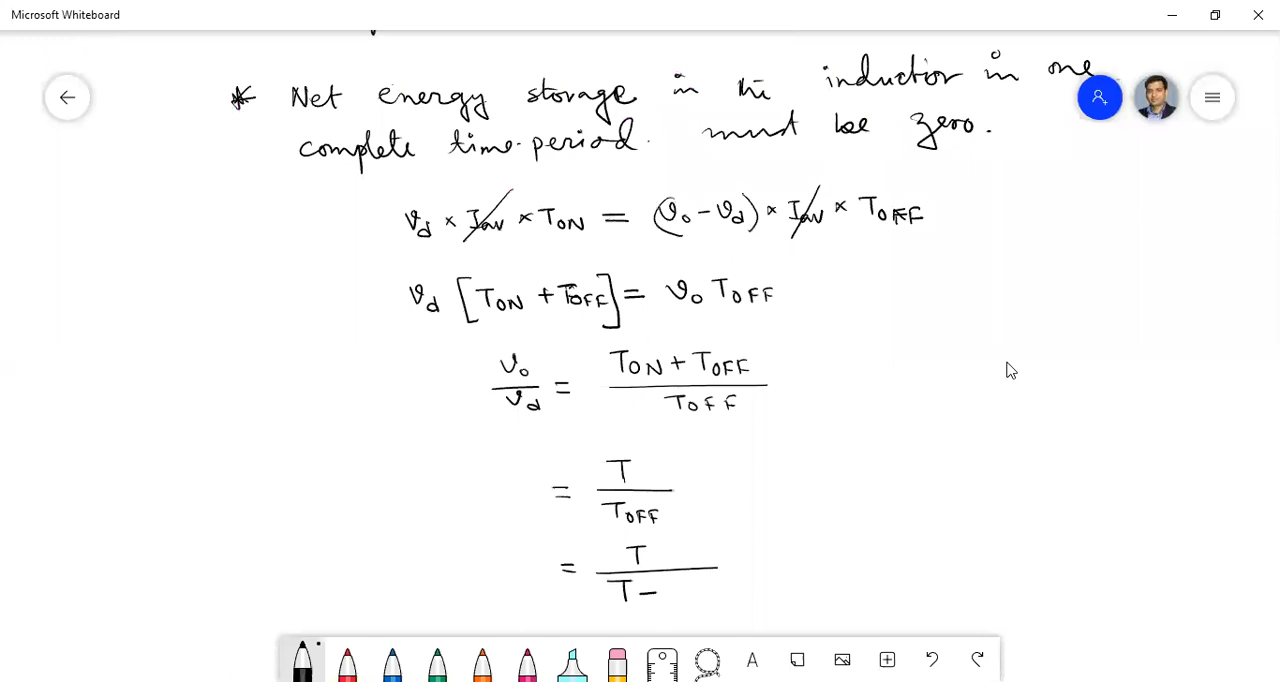 Microsoft Whiteboard
* Net energy storage in the inductor in one
complete time-period. must be zero.
Vd × Iav × TON = (Vo - Vd) × Iav × TOFF
Vd [TON + TOFF] = Vo TOFF
Vo/Vd = (TON + TOFF)/TOFF
= T/TOFF
= T/T-
A